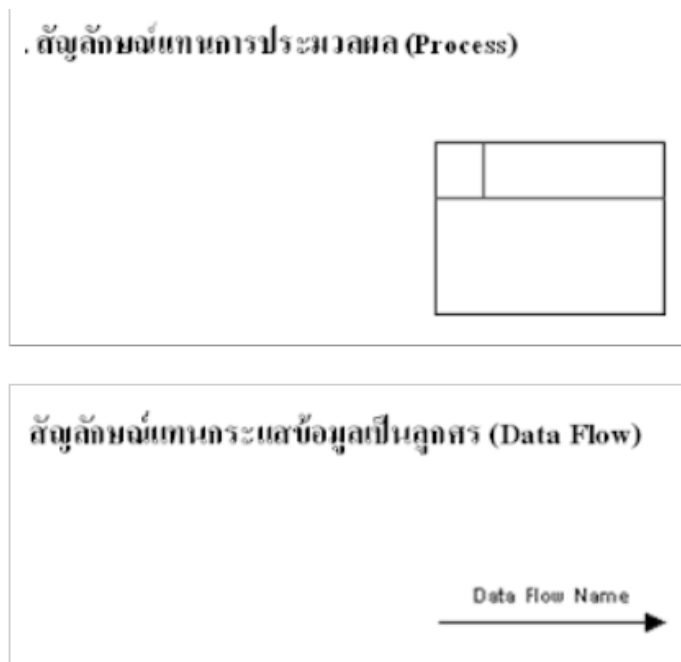 . สัญลักษณ์แทนการประมวลผล (Process)
สัญลักษณ์แทนกระแสข้อมูลเป็นลูกศร (Data Flow)
Data Flow Name